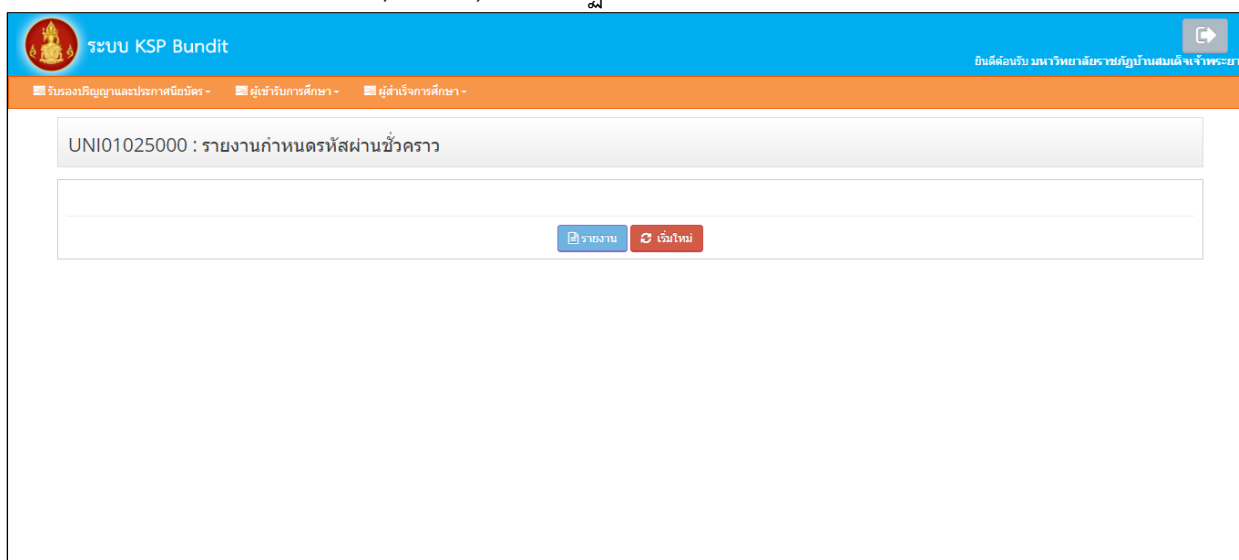 ระบบ KSP Bundit
ยินดีต้อนรับ มหาวิทยาลัยราชภัฏบ้านสมเด็จเจ้าพระยา
รับรองปริญญาและประกาศนียบัตร ผู้เข้ารับการศึกษา ผู้สำเร็จการศึกษา
UNI01025000 : รายงานกำหนดรหัสผ่านชั่วคราว
รายงาน เริ่มใหม่